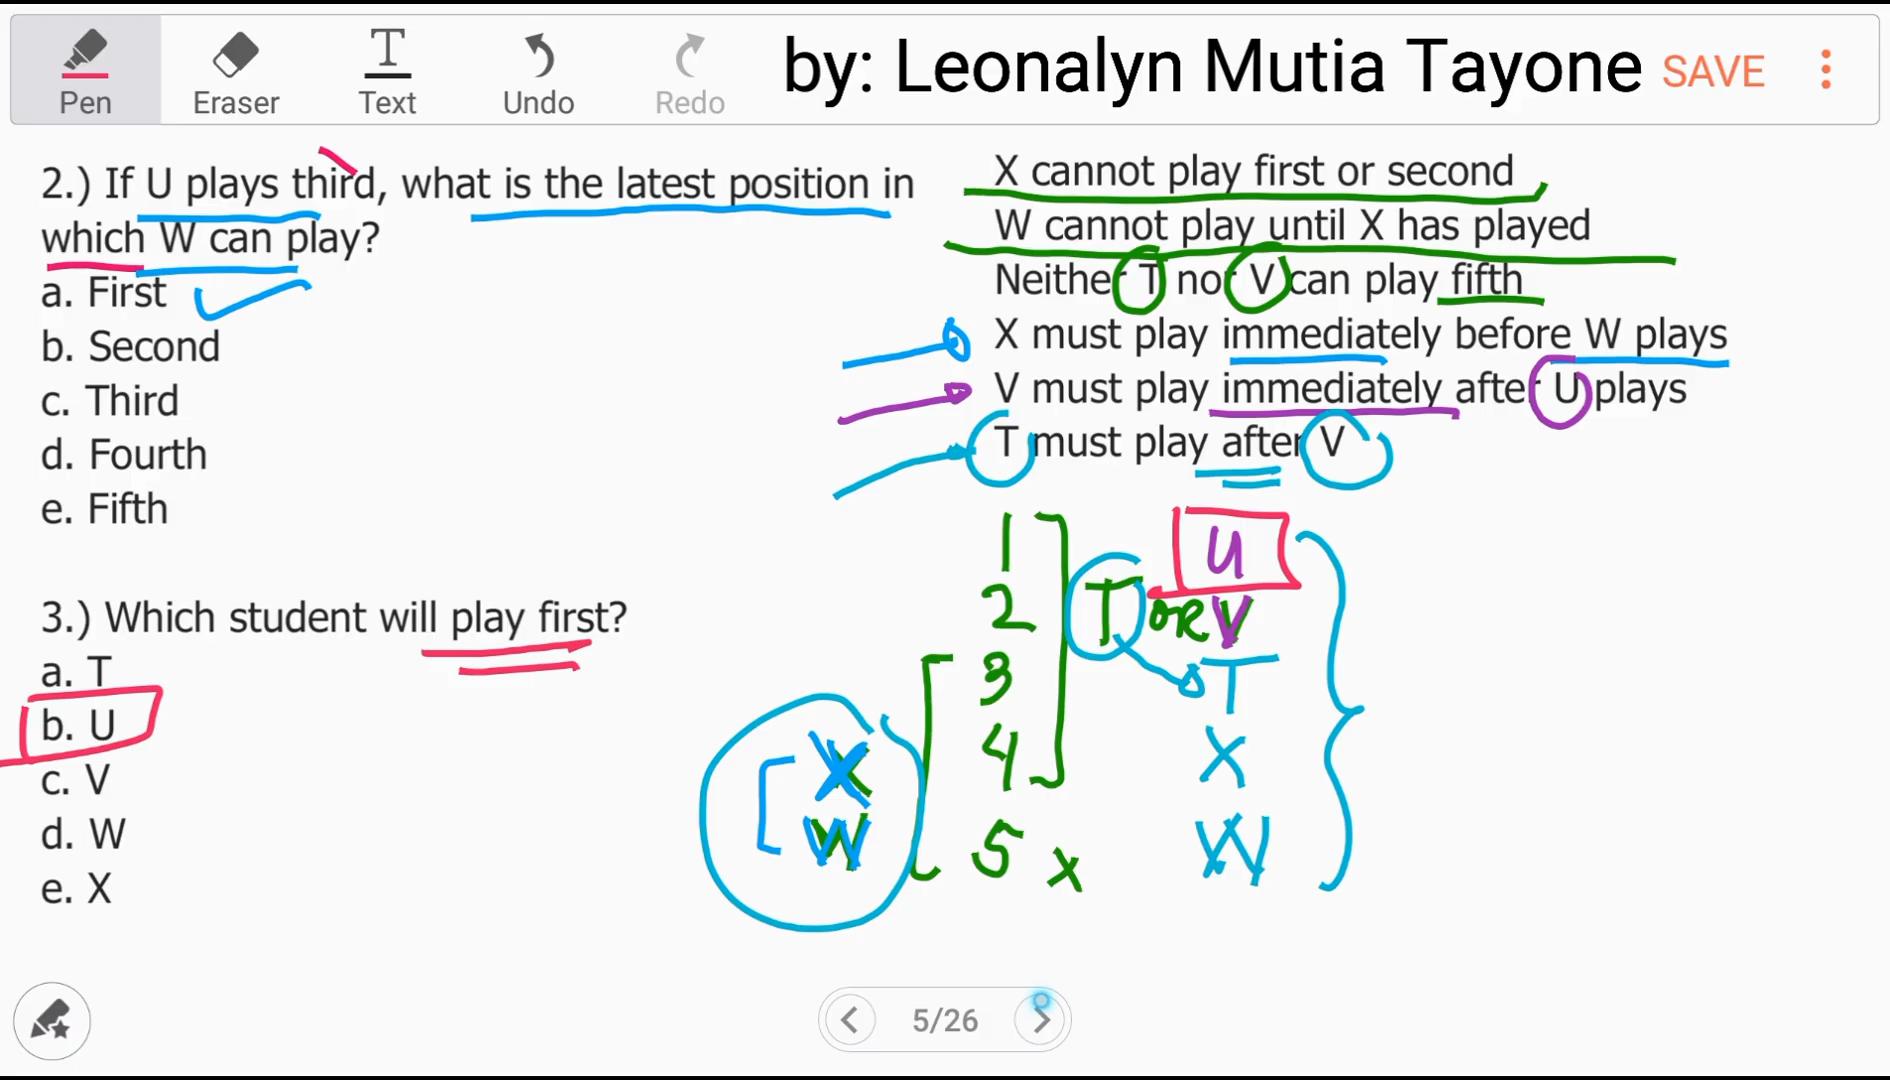 Pen
Eraser
Text
Undo
Redo
by: Leonalyn Mutia Tayone
SAVE
2.) If U plays third, what is the latest position in
which W can play?
a. First
b. Second
c. Third
d. Fourth
e. Fifth
3.) Which student will play first?
a. T
b. U
c. V
d. W
e. X
X cannot play first or second
W cannot play until X has played
Neither T nor V can play fifth
X must play immediately before W plays
V must play immediately after U plays
T must play after V
1 U
2 T OR V
3 T
X 4 X
W 5 x W
5/26